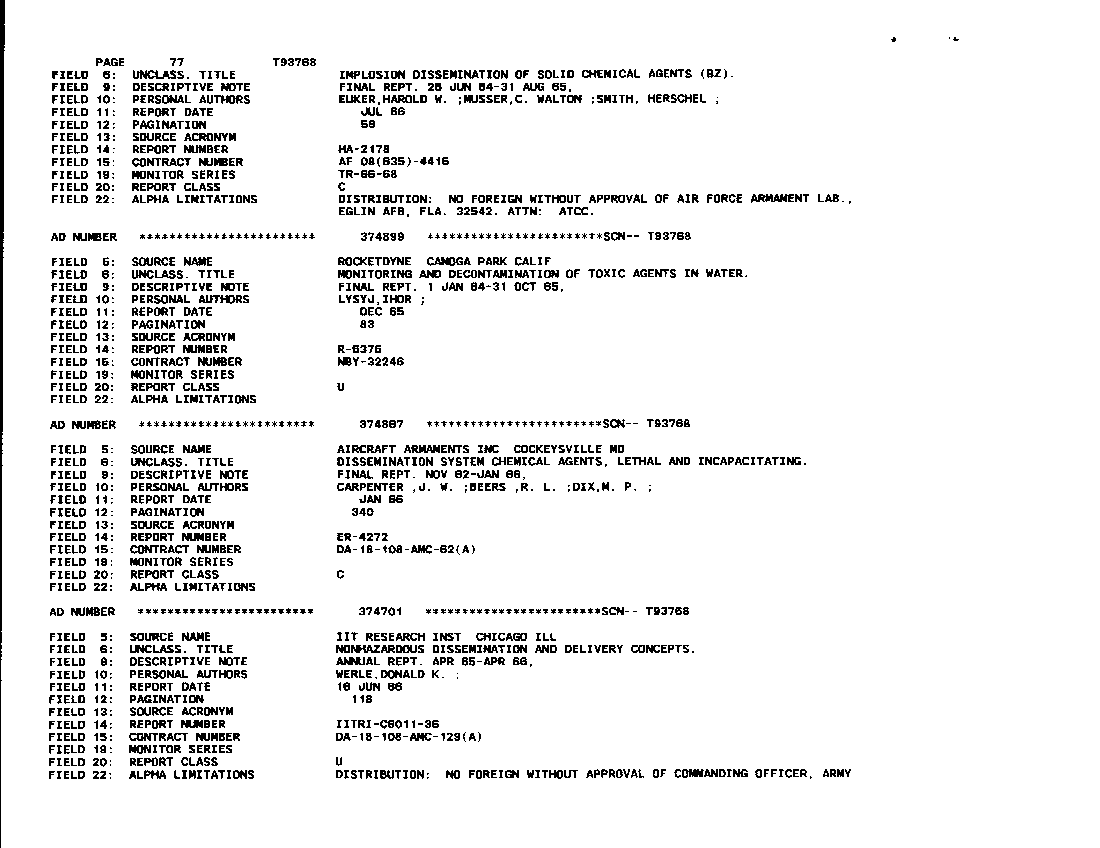 PAGE 77 T93768
FIELD 6: UNCLASS. TITLE IMPLOSION DISSEMINATION OF SOLID CHEMICAL AGENTS (BZ).
FIELD 9: DESCRIPTIVE NOTE FINAL REPT. 26 JUN 64-31 AUG 65,
FIELD 10: PERSONAL AUTHORS EUKER,HAROLD W. ;MUSSER,C. WALTON ;SMITH, HERSCHEL ;
FIELD 11: REPORT DATE JUL 66
FIELD 12: PAGINATION 58
FIELD 13: SOURCE ACRONYM
FIELD 14: REPORT NUMBER HA-2178
FIELD 15: CONTRACT NUMBER AF 08(635)-4416
FIELD 19: MONITOR SERIES TR-66-68
FIELD 20: REPORT CLASS C
FIELD 22: ALPHA LIMITATIONS DISTRIBUTION: NO FOREIGN WITHOUT APPROVAL OF AIR FORCE ARMAMENT LAB.,
EGLIN AFB, FLA. 32542. ATTN: ATCC.
AD NUMBER ************************ 374899 ************************SCN-- T93768
FIELD 5: SOURCE NAME ROCKETDYNE CANOGA PARK CALIF
FIELD 6: UNCLASS. TITLE MONITORING AND DECONTAMINATION OF TOXIC AGENTS IN WATER.
FIELD 9: DESCRIPTIVE NOTE FINAL REPT. 1 JAN 64-31 OCT 65,
FIELD 10: PERSONAL AUTHORS LYSYJ,IHOR ;
FIELD 11: REPORT DATE DEC 65
FIELD 12: PAGINATION 83
FIELD 13: SOURCE ACRONYM
FIELD 14: REPORT NUMBER R-6376
FIELD 15: CONTRACT NUMBER NBY-32246
FIELD 19: MONITOR SERIES
FIELD 20: REPORT CLASS U
FIELD 22: ALPHA LIMITATIONS
AD NUMBER ************************ 374887 ************************SCN-- T93768
FIELD 5: SOURCE NAME AIRCRAFT ARMAMENTS INC COCKEYSVILLE MD
FIELD 6: UNCLASS. TITLE DISSEMINATION SYSTEM CHEMICAL AGENTS, LETHAL AND INCAPACITATING.
FIELD 9: DESCRIPTIVE NOTE FINAL REPT. NOV 62-JAN 66,
FIELD 10: PERSONAL AUTHORS CARPENTER ,J. W. ;BEERS ,R. L. ;DIX,M. P. ;
FIELD 11: REPORT DATE JAN 66
FIELD 12: PAGINATION 340
FIELD 13: SOURCE ACRONYM
FIELD 14: REPORT NUMBER ER-4272
FIELD 15: CONTRACT NUMBER DA-18-108-AMC-62(A)
FIELD 19: MONITOR SERIES
FIELD 20: REPORT CLASS C
FIELD 22: ALPHA LIMITATIONS
AD NUMBER ************************ 374701 ************************SCN-- T93768
FIELD 5: SOURCE NAME IIT RESEARCH INST CHICAGO ILL
FIELD 6: UNCLASS. TITLE NONHAZARDOUS DISSEMINATION AND DELIVERY CONCEPTS.
FIELD 9: DESCRIPTIVE NOTE ANNUAL REPT. APR 65-APR 66,
FIELD 10: PERSONAL AUTHORS WERLE,DONALD K. ;
FIELD 11: REPORT DATE 16 JUN 66
FIELD 12: PAGINATION 118
FIELD 13: SOURCE ACRONYM
FIELD 14: REPORT NUMBER IITRI-C6011-36
FIELD 15: CONTRACT NUMBER DA-18-108-AMC-129(A)
FIELD 19: MONITOR SERIES
FIELD 20: REPORT CLASS U
FIELD 22: ALPHA LIMITATIONS DISTRIBUTION: NO FOREIGN WITHOUT APPROVAL OF COMMANDING OFFICER, ARMY